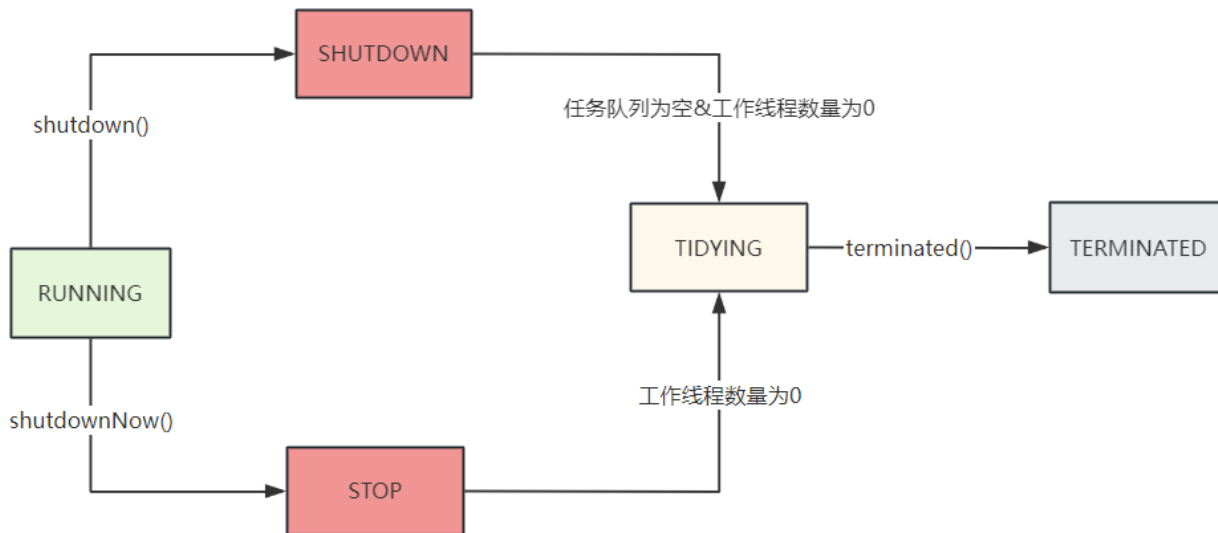 SHUTDOWN
shutdown()
任务队列为空&工作线程数量为0
RUNNING
TIDYING
terminated()
TERMINATED
shutdownNow()
工作线程数量为0
STOP